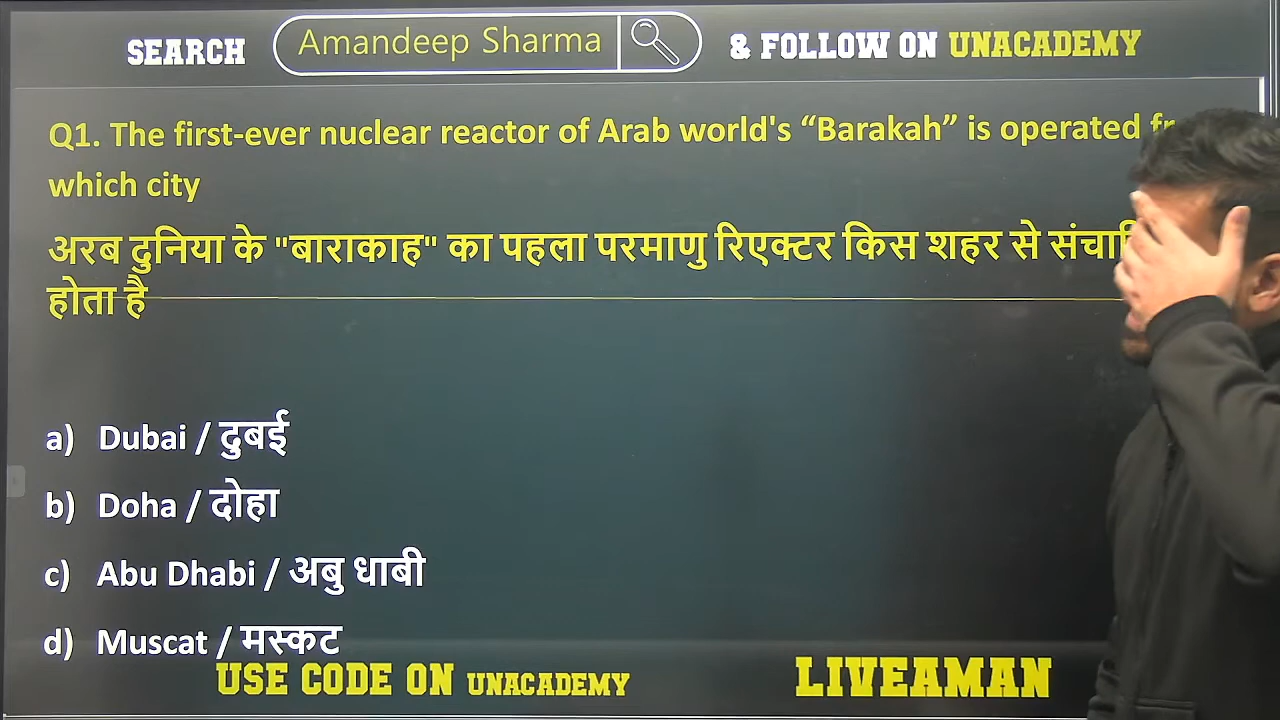 SEARCH Amandeep Sharma & FOLLOW ON UNACADEMY
Q1. The first-ever nuclear reactor of Arab world's “Barakah” is operated
which city
अरब दुनिया के "बाराकाह" का पहला परमाणु रिएक्टर किस शहर से
होता है
a) Dubai / दुबई
b) Doha / दोहा
c) Abu Dhabi / अबु धाबी
d) Muscat / मस्कट
USE CODE ON UNACADEMY LIVEAMAN